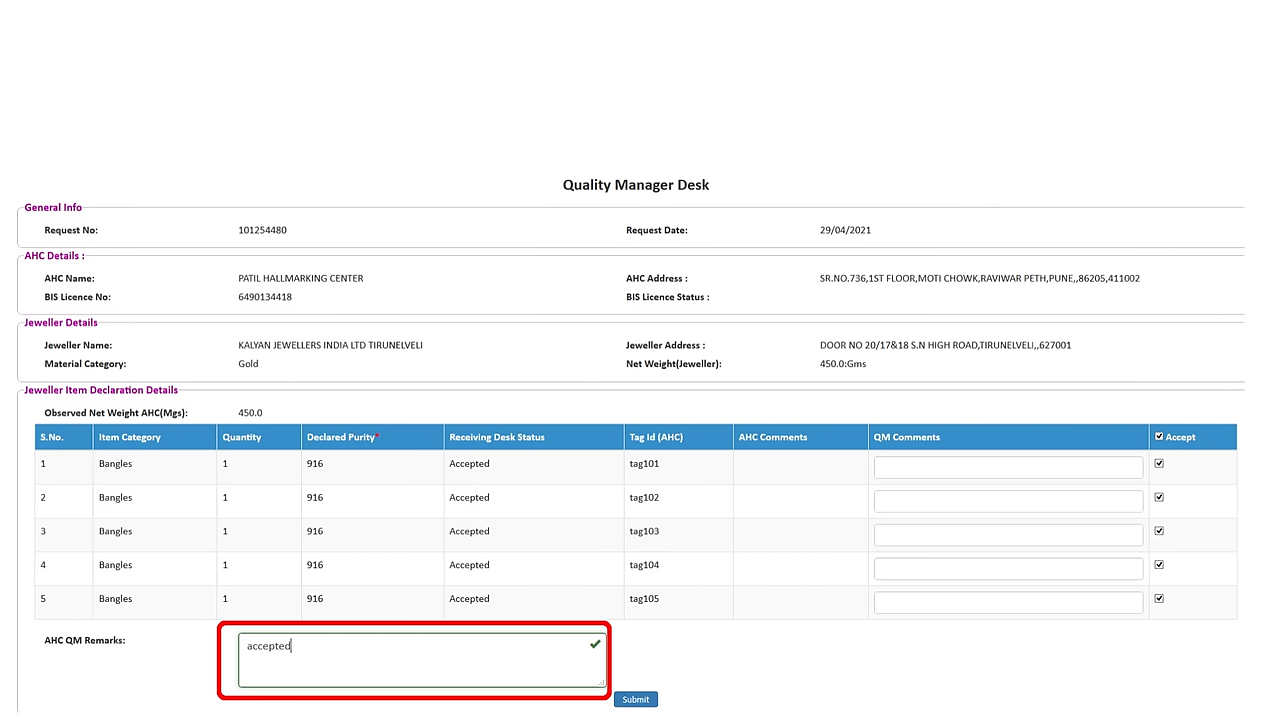 Quality Manager Desk
General Info
Request No: 101254480 Request Date: 29/04/2021
AHC Details :
AHC Name: PATIL HALLMARKING CENTER AHC Address : SR.NO.736,1ST FLOOR,MOTI CHOWK,RAVIWAR PETH,PUNE,,86205,411002
BIS Licence No: 6490134418 BIS Licence Status :
Jeweller Details
Jeweller Name: KALYAN JEWELLERS INDIA LTD TIRUNELVELI Jeweller Address : DOOR NO 20/17&18 S.N HIGH ROAD,TIRUNELVELI,,627001
Material Category: Gold Net Weight(Jeweller): 450.0:Gms
Jeweller Item Declaration Details
Observed Net Weight AHC(Mgs): 450.0
S.No. Item Category Quantity Declared Purity* Receiving Desk Status Tag Id (AHC) AHC Comments QM Comments Accept
1 Bangles 1 916 Accepted tag101
2 Bangles 1 916 Accepted tag102
3 Bangles 1 916 Accepted tag103
4 Bangles 1 916 Accepted tag104
5 Bangles 1 916 Accepted tag105
AHC QM Remarks: accepted
Submit